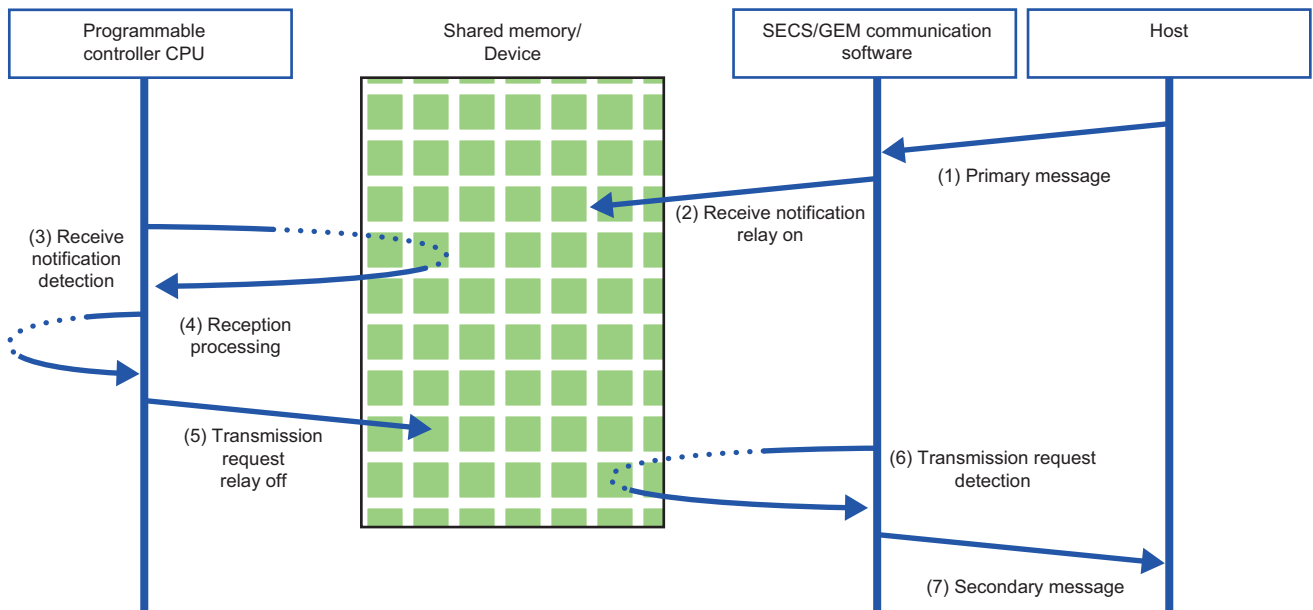 Programmable
controller CPU
Shared memory/
Device
SECS/GEM communication
software
Host
(1) Primary message
(2) Receive notification
relay on
(3) Receive
notification
detection
(4) Reception
processing
(5) Transmission
request
relay off
(6) Transmission request
detection
(7) Secondary message